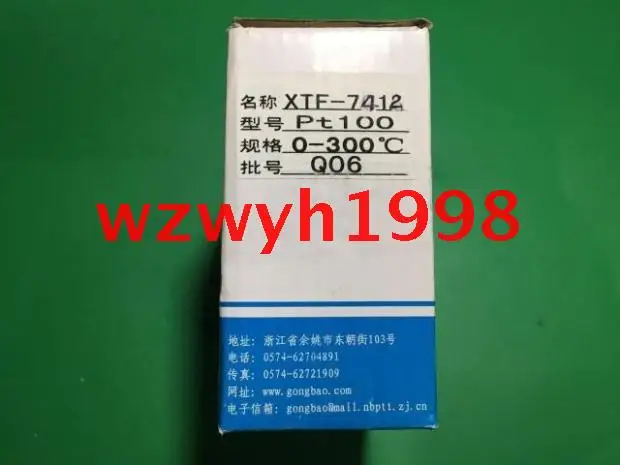 名称 XTF-7412
型号 Pt100
规格 0-300℃
批号 Q06
wzwyh1998
地址: 浙江省余姚市东朝街103号
电话: 0574-62704891
传真: 0574-62721909
网址: www.gongbao.com
电子信箱: gongbao@mail.nbptt.zj.cn